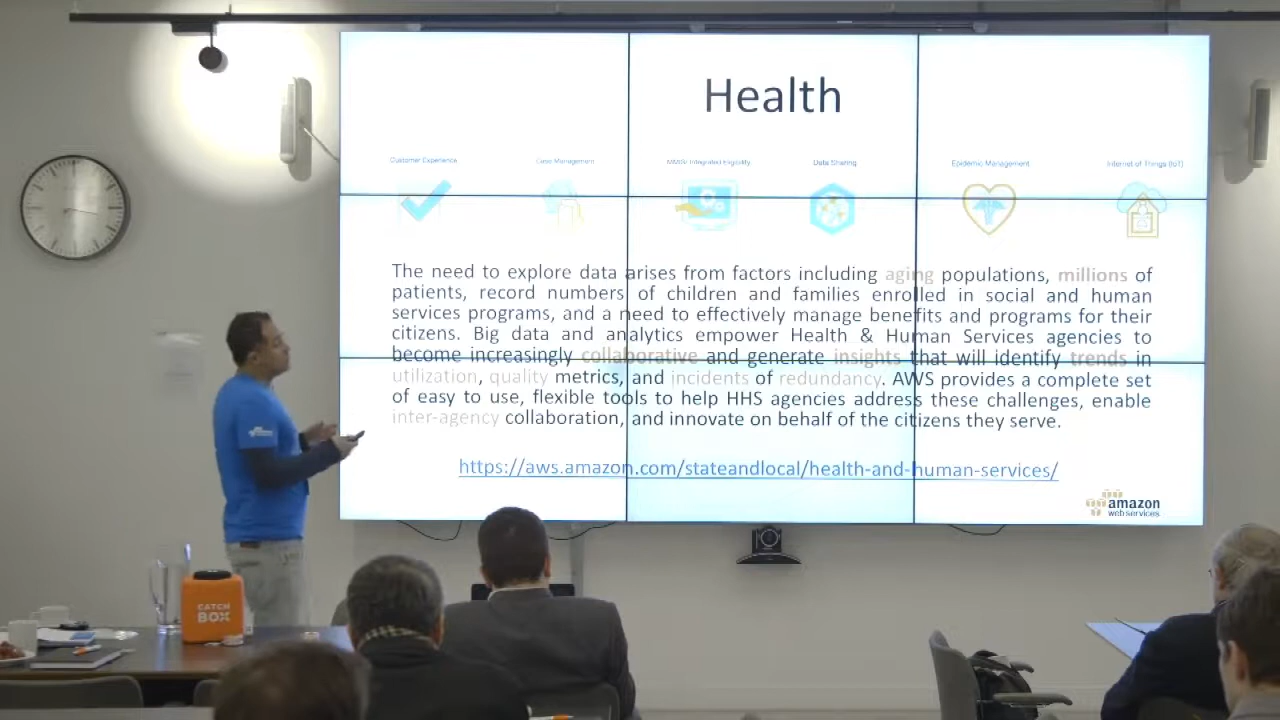 Health
Customer Experience
Case Management
MMIS/ Integrated Eligibility
Data Sharing
Epidemic Management
Internet of Things (IoT)
The need to explore data arises from factors including aging populations, millions of
patients, record numbers of children and families enrolled in social and human
services programs, and a need to effectively manage benefits and programs for their
citizens. Big data and analytics empower Health & Human Services agencies to
become increasingly collaborative and generate insights that will identify trends in
utilization, quality metrics, and incidents of redundancy. AWS provides a complete set
of easy to use, flexible tools to help HHS agencies address these challenges, enable
inter-agency collaboration, and innovate on behalf of the citizens they serve.
https://aws.amazon.com/stateandlocal/health-and-human-services/
amazon
web services
CATCH
BOX